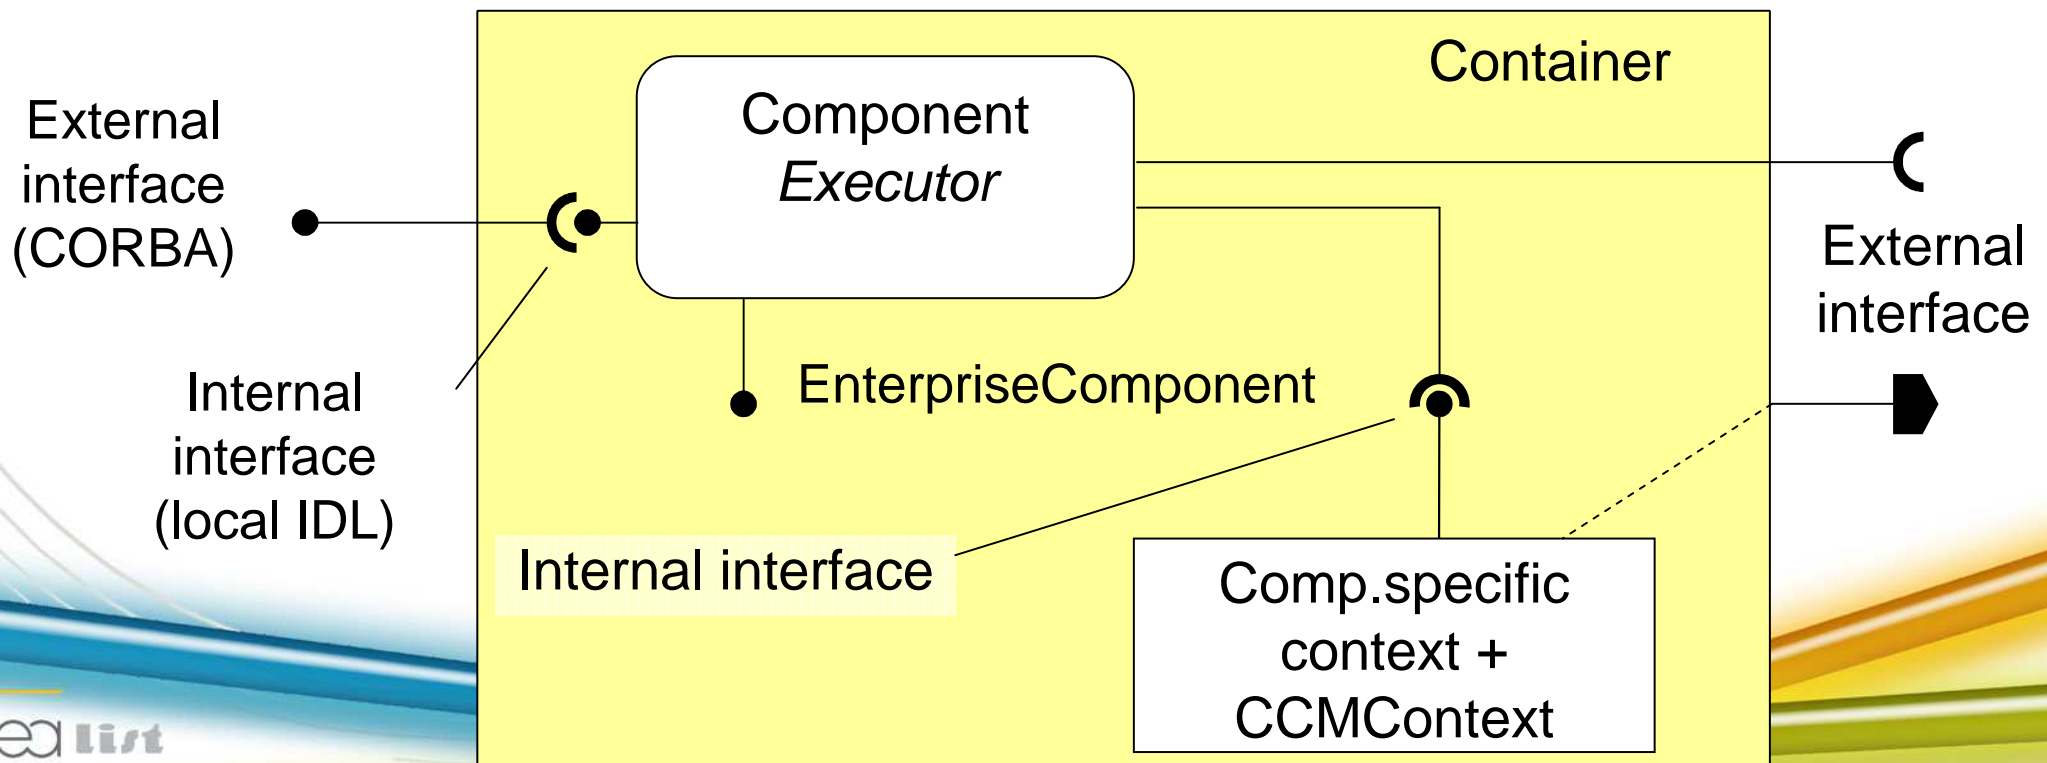 Container
Component
Executor
External
interface
(CORBA)
External
interface
EnterpriseComponent
Internal
interface
(local IDL)
Internal interface
Comp.specific
context +
CCMContext
list